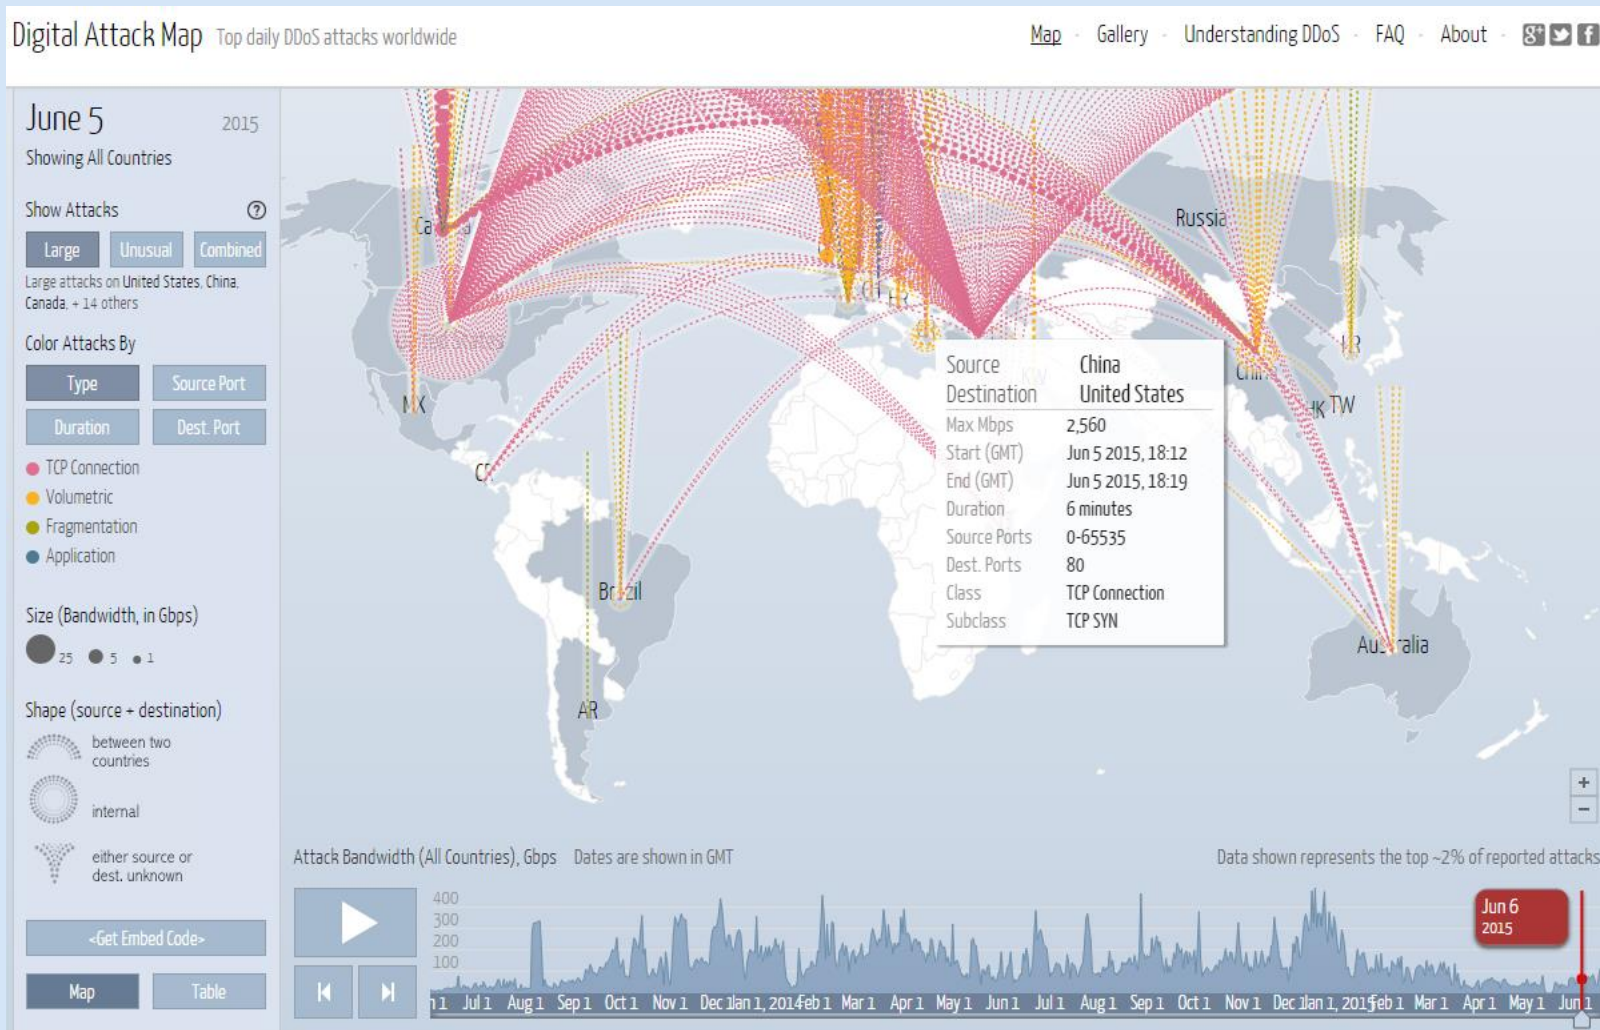 Digital Attack Map Top daily DDoS attacks worldwide
Map - Gallery - Understanding DDoS - FAQ - About -
June 5 2015
Showing All Countries
Show Attacks ?
Large Unusual Combined
Large attacks on United States, China,
Canada, + 14 others
Color Attacks By
Type Source Port
Duration Dest. Port
TCP Connection
Volumetric
Fragmentation
Application
Size (Bandwidth, in Gbps)
25 5 1
Shape (source + destination)
between two
countries
internal
either source or
dest. unknown
<Get Embed Code>
Map Table
Russia
MX
Brazil
AR
China
HK TW
KR
Australia
Source China
Destination United States
Max Mbps 2,560
Start (GMT) Jun 5 2015, 18:12
End (GMT) Jun 5 2015, 18:19
Duration 6 minutes
Source Ports 0-65535
Dest. Ports 80
Class TCP Connection
Subclass TCP SYN
+
−
Attack Bandwidth (All Countries), Gbps Dates are shown in GMT
Data shown represents the top ~2% of reported attacks
400
300
200
100
Jun 6
2015
Jul 1 Aug 1 Sep 1 Oct 1 Nov 1 Dec 1 Jan 1, 2014 Feb 1 Mar 1 Apr 1 May 1 Jun 1 Jul 1 Aug 1 Sep 1 Oct 1 Nov 1 Dec 1 Jan 1, 2015 Feb 1 Mar 1 Apr 1 May 1 Jun 1